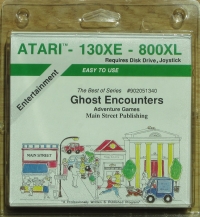 ATARI™- 130XE - 800XL
Requires Disk Drive, Joystick
EASY TO USE
Entertainment
The Best of Series #002051340
Ghost Encounters
Adventure Games
Main Street Publishing
MAIN STREET